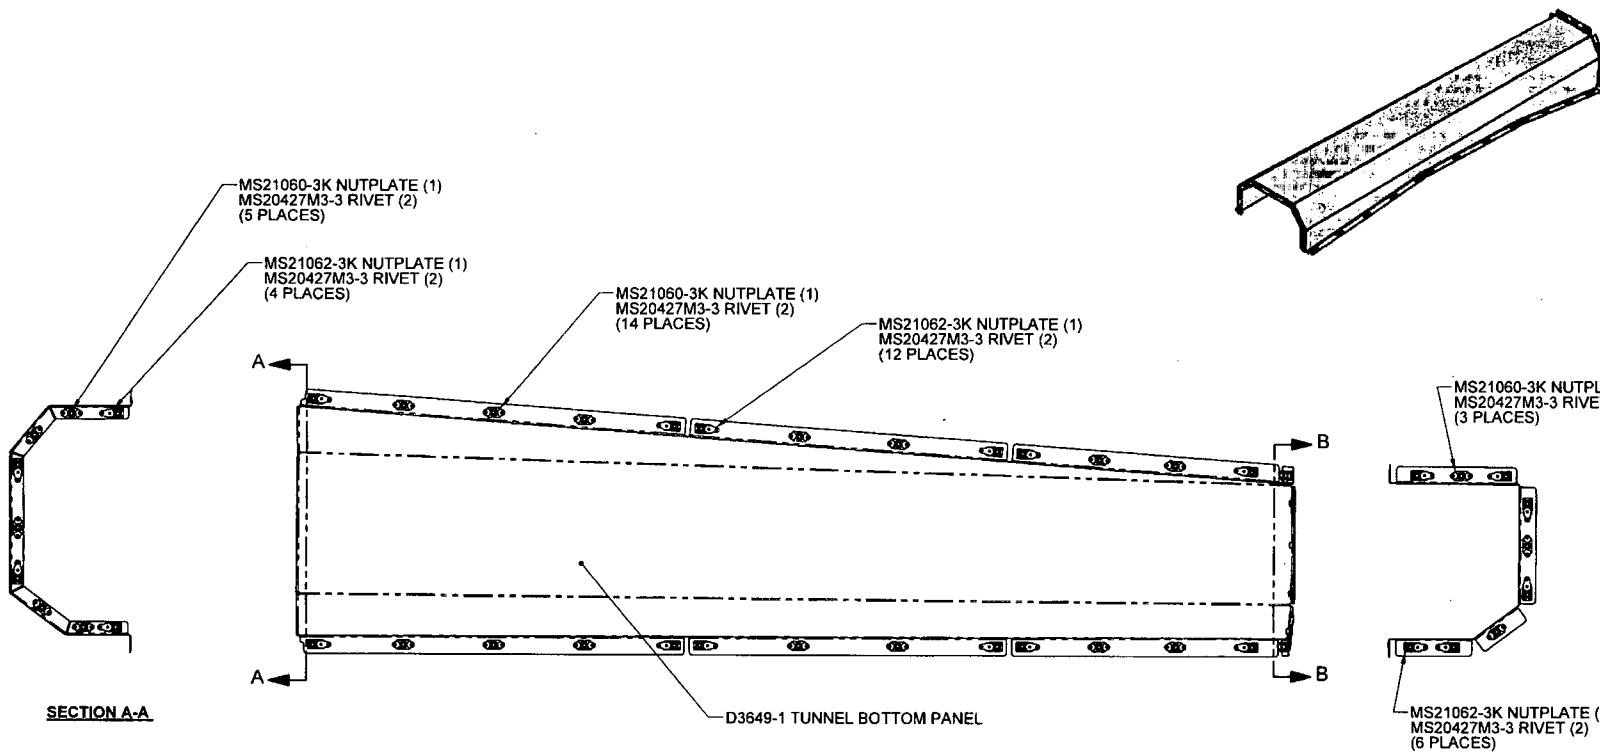 MS21060-3K NUTPLATE (1)
MS20427M3-3 RIVET (2)
(5 PLACES)
MS21062-3K NUTPLATE (1)
MS20427M3-3 RIVET (2)
(4 PLACES)
MS21060-3K NUTPLATE (1)
MS20427M3-3 RIVET (2)
(14 PLACES)
MS21062-3K NUTPLATE (1)
MS20427M3-3 RIVET (2)
(12 PLACES)
MS21060-3K NUTPL
MS20427M3-3 RIVE
(3 PLACES)
A
B
A
B
SECTION A-A
D3649-1 TUNNEL BOTTOM PANEL
MS21062-3K NUTPLATE (
MS20427M3-3 RIVET (2)
(6 PLACES)